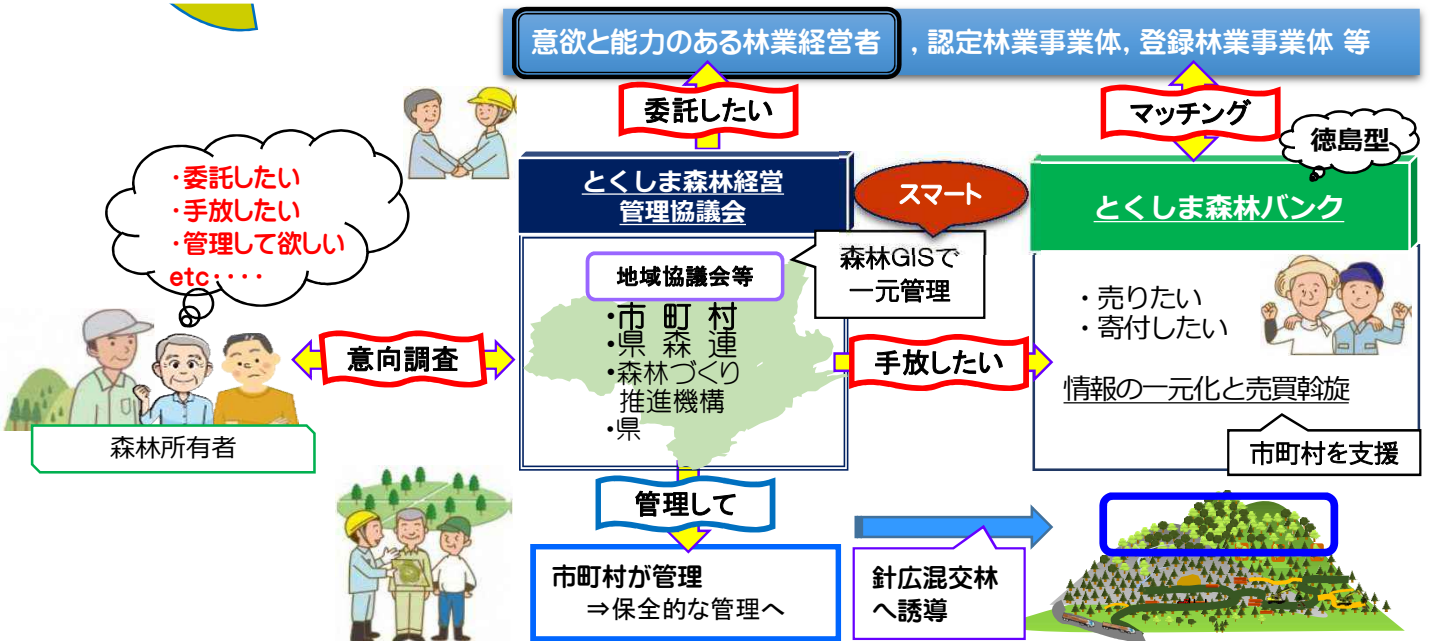 意欲と能力のある林業経営者 , 認定林業事業体, 登録林業事業体 等
委託したい
マッチング
徳島型
・委託したい
・手放したい
・管理して欲しい
etc・・・・
森林所有者
意向調査
とくしま森林経営
管理協議会
スマート
森林GISで
一元管理
地域協議会等
・市町村
・県森連
・森林づくり
推進機構
・県
手放したい
とくしま森林バンク
・売りたい
・寄付したい
情報の一元化と売買斡旋
市町村を支援
管理して
市町村が管理
⇒保全的な管理へ
針広混交林
へ誘導